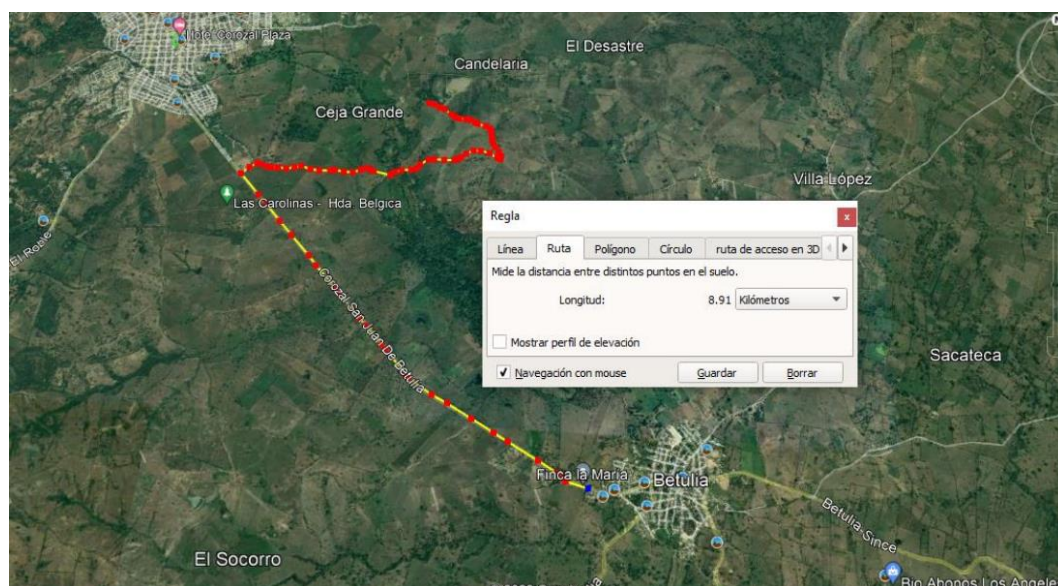 Hotel Corozal Plaza
El Desastre
Candelaria
Ceja Grande
Villa López
Las Carolinas - Hda. Belgica
El Roble
Corozal-San Juan De Betulia
Regla
x
Línea
Ruta
Polígono
Círculo
ruta de acceso en 3D
Mide la distancia entre distintos puntos en el suelo.
Longitud:
8.91
Kilómetros
Mostrar perfil de elevación
Navegación con mouse
Guardar
Borrar
Sacateca
Finca la Maria
Betulia
Betulia-Since
El Socorro
Rio Abonos Los Angeles